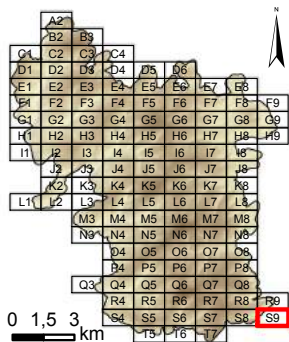 N
A2
B2 B3
C1 C2 C3 C4
D1 D2 D3 D4 D5 D6
E1 E2 E3 E4 E5 E6 E7 E8
F1 F2 F3 F4 F5 F6 F7 F8 F9
G1 G2 G3 G4 G5 G6 G7 G8 G9
H1 H2 H3 H4 H5 H6 H7 H8 H9
I1 I2 I3 I4 I5 I6 I7 I8
J2 J3 J4 J5 J6 J7 J8
K2 K3 K4 K5 K6 K7 K8
L1 L2 L3 L4 L5 L6 L7 L8
M3 M4 M5 M6 M7 M8
N3 N4 N5 N6 N7 N8
O4 O5 O6 O7 O8
P4 P5 P6 P7 P8
Q3 Q4 Q5 Q6 Q7 Q8
R4 R5 R6 R7 R8 R9
S4 S5 S6 S7 S8 S9
T5 T6 T7
0 1,5 3
km